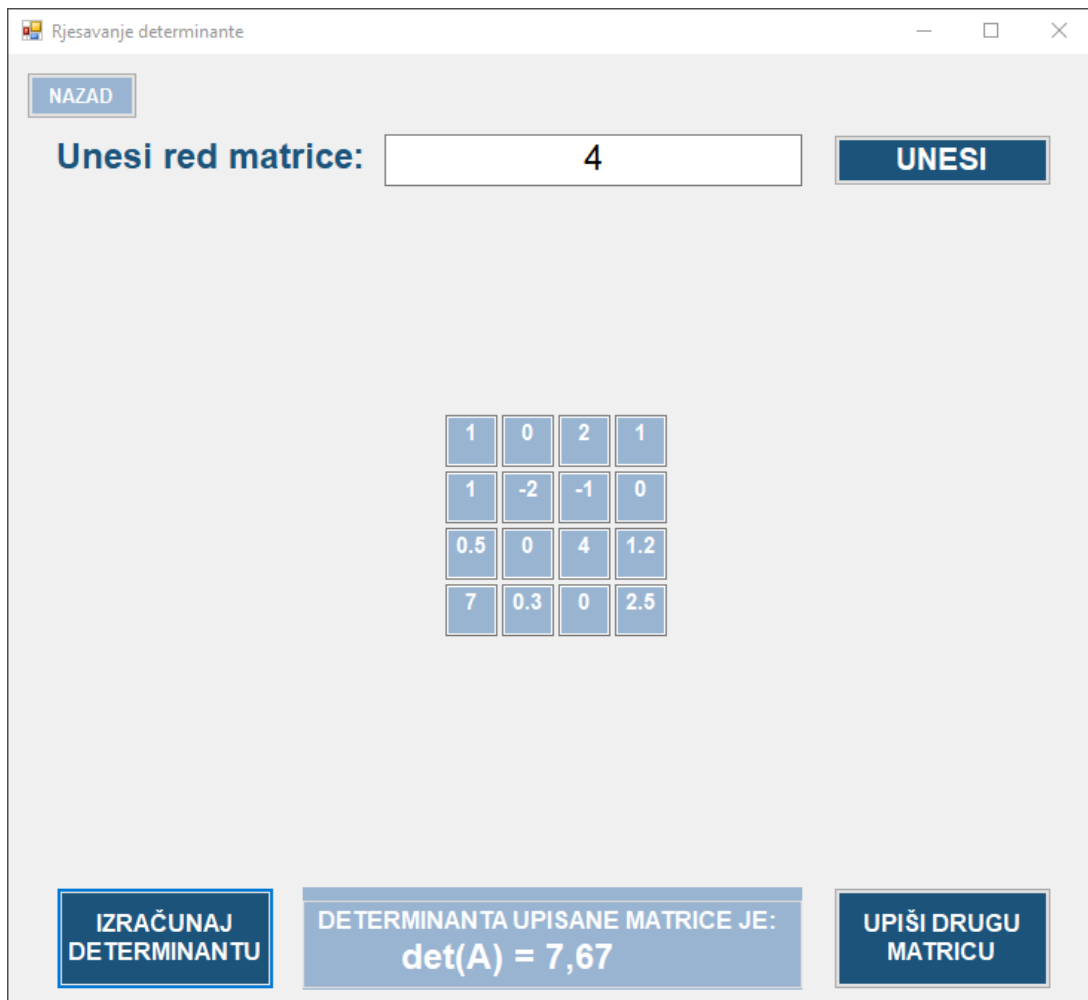 Rjesavanje determinante
NAZAD
Unesi red matrice: 4 UNESI
1 0 2 1
1 -2 -1 0
0.5 0 4 1.2
7 0.3 0 2.5
IZRAČUNAJ
DETERMINANTU
DETERMINANTA UPISANE MATRICE JE:
det(A) = 7,67
UPIŠI DRUGU
MATRICU